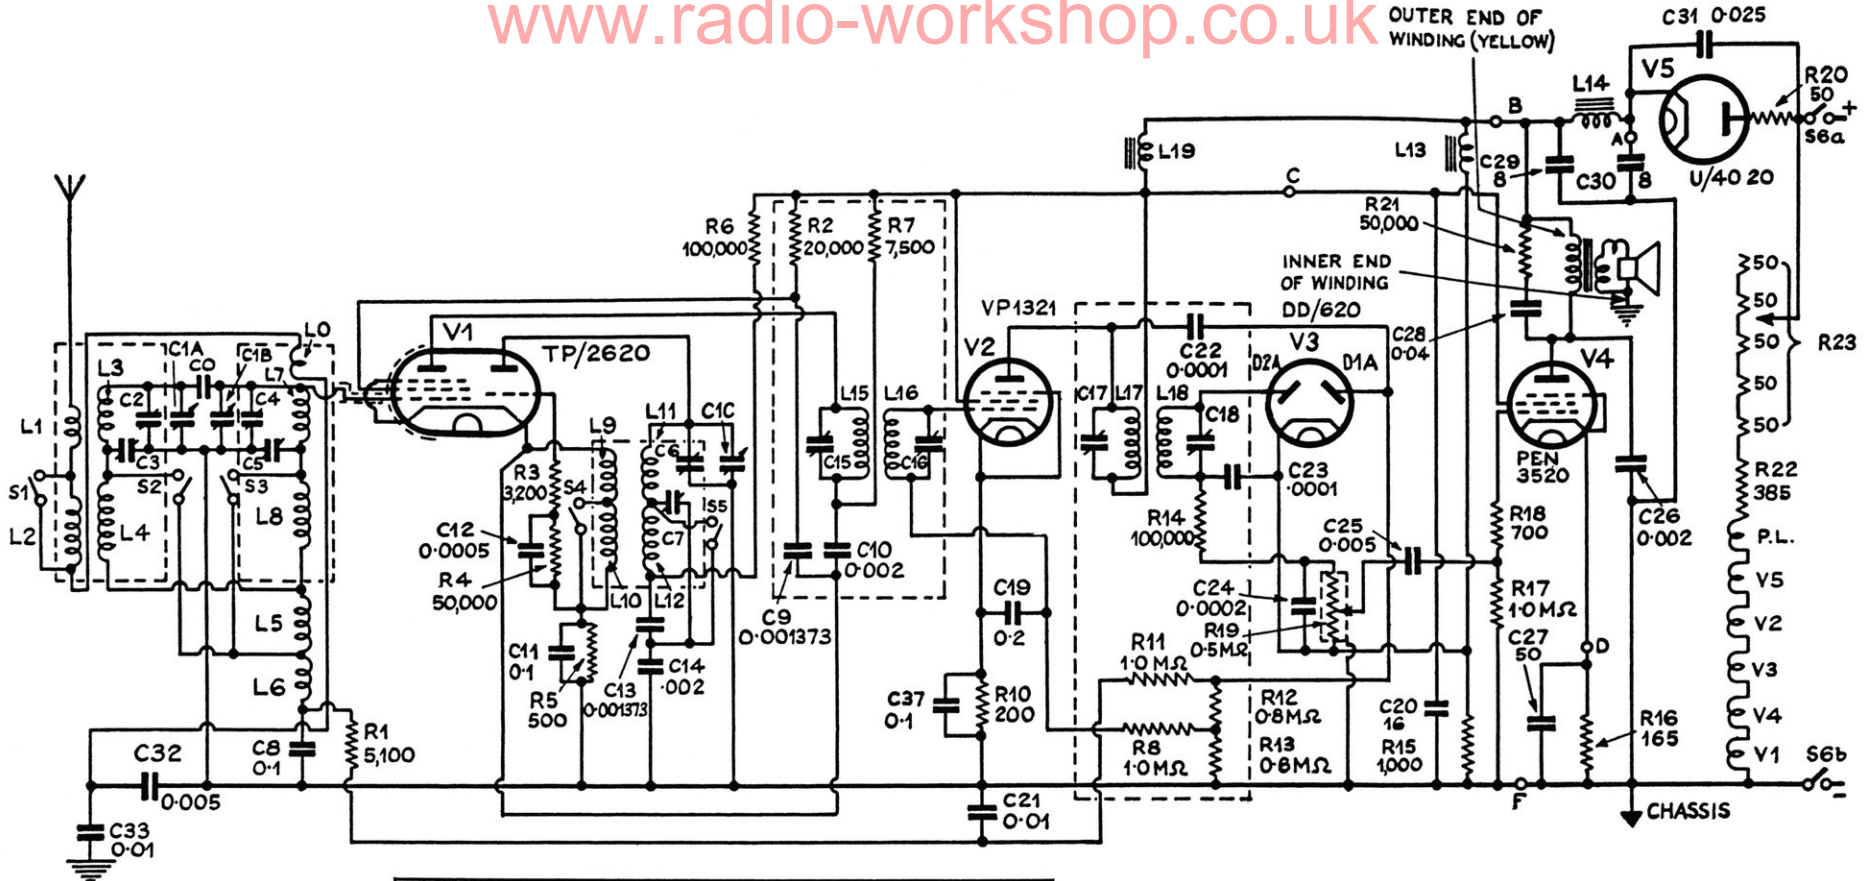 www.radio-workshop.co.uk
OUTER END OF
WINDING (YELLOW)
C31 0.025
V5
R20
50
+
S6a
L14
B
A
C29
8
C30
8
U/4020
L19
L13
C
R21
50,000
INNER END
OF WINDING
R6
100,000
R2
20,000
R7
7,500
VP1321
DD/620
C28
0.04
V4
50
50
50
50
50
R23
L0
V1
TP/2620
V2
C22
0.0001
V3
D2A
D1A
L3
C1A
C0
C1B
L7
C2
C4
L1
C3
C5
S1
S2
S3
L2
L4
L8
L9
L11
C1C
C6
L15
L16
C15
C16
C17
L17
L18
C18
PEN
3520
R3
3,200
S4
S5
C7
C12
0.0005
R4
50,000
L10
L12
C10
0.002
C9
0.001373
C23
.0001
R14
100,000
C25
0.005
R18
700
C26
0.002
R22
385
P.L.
V5
V2
V3
V4
V1
L5
L6
C11
0.1
R5
500
C13
0.001373
C14
.002
C19
0.2
C24
0.0002
R19
0.5MΩ
R17
1.0MΩ
C27
50
D
R11
1.0MΩ
C37
0.1
R10
200
R12
0.8MΩ
R8
1.0MΩ
R13
0.8MΩ
C20
16
R15
1,000
R16
165
R1
5,100
C8
0.1
C32
0.005
C33
0.01
C21
0.01
F
CHASSIS
S6b
-